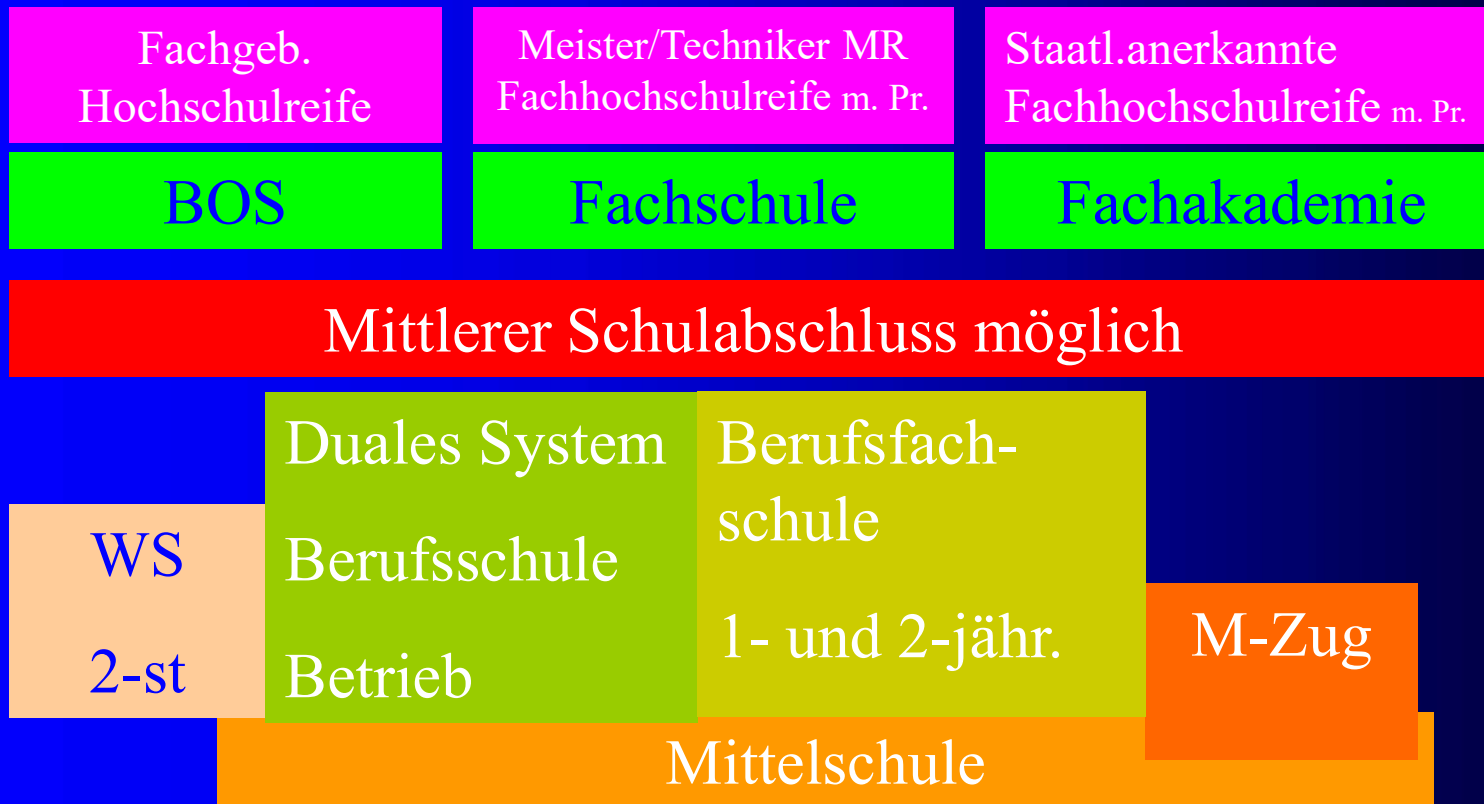 Fachgeb.
Hochschulreife
Meister/Techniker MR
Fachhochschulreife m. Pr.
Staatl.anerkannte
Fachhochschulreife m. Pr.
BOS
Fachschule
Fachakademie
Mittlerer Schulabschluss möglich
WS
2-st
Duales System
Berufsschule
Betrieb
Berufsfach-
schule
1- und 2-jähr.
M-Zug
Mittelschule